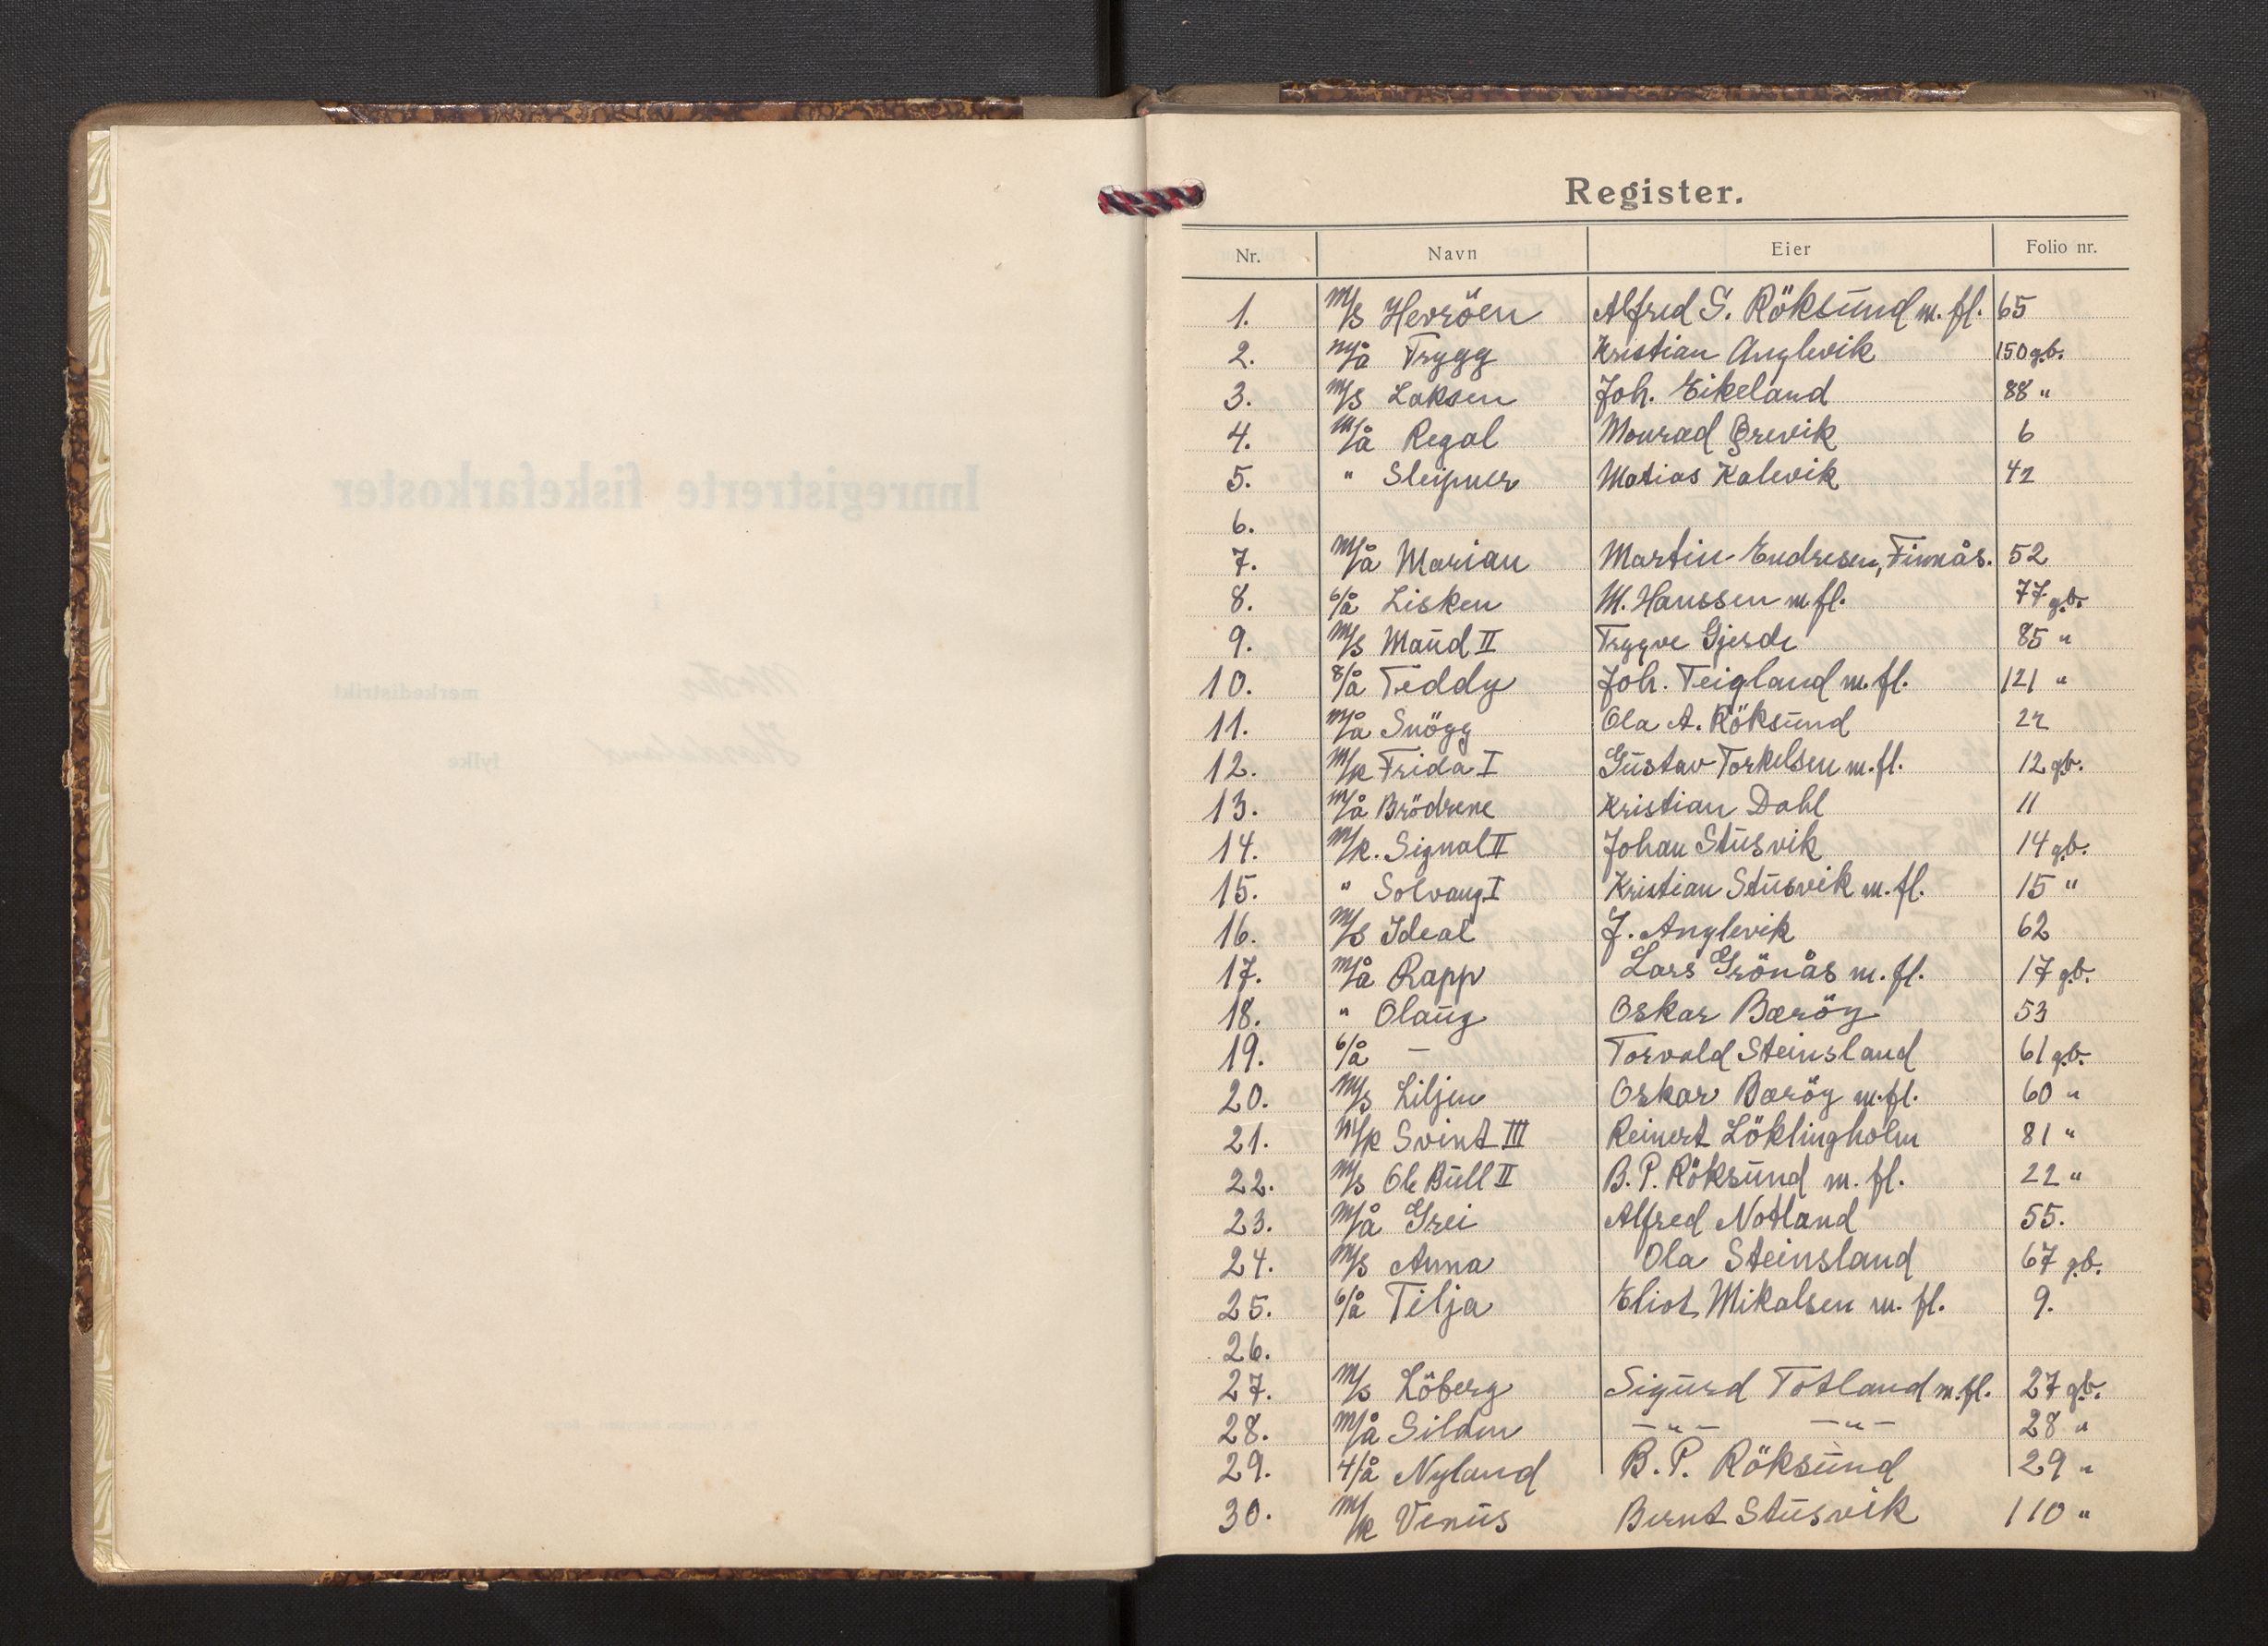 Register.
Nr. Navn Eier Folio nr.
1. m/s Hevröen Alfred S. Röksund m. fl. 65
2. m/å Trygg Kristian Anglevik 150 g.b.
3. m/s Laksen Joh. Eikeland 88 "
4. m/å Regal Monrad Grevik 6
5. " Sleipner Matias Kalevik 42
6.
7. m/å Marian Martin Endresen, Finnås. 52
8. 6/å Lisken M. Hanssen m. fl. 77 g.b.
9. m/s Maud II Trygve Gjerde 85 "
10. 8/å Teddy Joh. Teigland m. fl. 121 "
11. m/å Snögg Ola A. Röksund 24
12. m/k Frida I Gustav Torkelsen m. fl. 12 g.b.
13. m/å Brödrene Kristian Dahl 11
14. m/k. Signal II Johan Stusvik 14 g.b.
15. " Solvang I Kristian Stusvik m. fl. 15 "
16. m/s Ideal J. Anglevik 62
17. m/å Rapp Lars Grönås m. fl. 17 g.b.
18. " Olaug Oskar Baröy 53
19. 6/å — Torvald Steinsland 61 g.b.
20. m/s Liljen Oskar Baröy m. fl. 60 "
21. m/k Svint III Reinert Löklingholm 81 "
22. m/s Ole Bull II B. P. Röksund m. fl. 22 "
23. m/å Grei Alfred Notland 55.
24. m/s Anna Ola Steinsland 67 g.b.
25. 6/å Tilja Eliot Mikalsen m. fl. 9.
26.
27. m/s Löberg Sigurd Totland m. fl. 27 g.b.
28. m/å Silden —"— —"— 28 "
29. 4/å Nyland B. P. Röksund 29 "
30. m/k Venus Bernt Stusvik 110 "